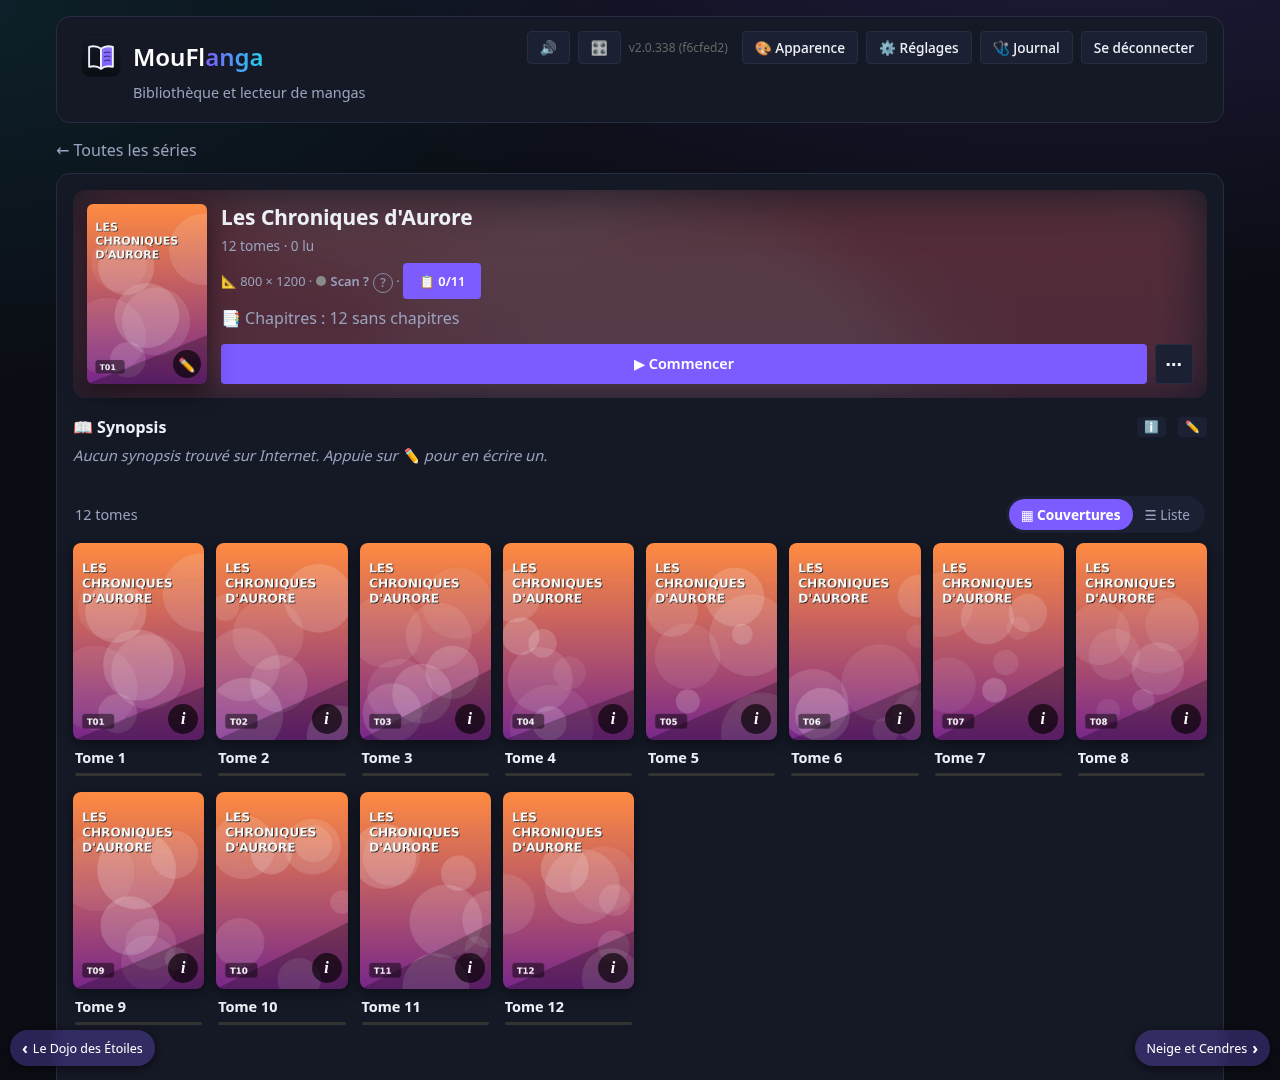 MouFlanga
Bibliothèque et lecteur de mangas
🔊 🎛️ v2.0.338 (f6cfed2) 🎨 Apparence ⚙️ Réglages 🩺 Journal Se déconnecter
← Toutes les séries
LES
CHRONIQUES
D'AURORE
T01
Les Chroniques d'Aurore
12 tomes · 0 lu
📐 800 × 1200 · Scan ? ? · 📋 0/11
📑 Chapitres : 12 sans chapitres
▶ Commencer ···
📖 Synopsis
Aucun synopsis trouvé sur Internet. Appuie sur ✏️ pour en écrire un.
12 tomes
▦ Couvertures ☰ Liste
LES
CHRONIQUES
D'AURORE
T01 i
Tome 1
LES
CHRONIQUES
D'AURORE
T02 i
Tome 2
LES
CHRONIQUES
D'AURORE
T03 i
Tome 3
LES
CHRONIQUES
D'AURORE
T04 i
Tome 4
LES
CHRONIQUES
D'AURORE
T05 i
Tome 5
LES
CHRONIQUES
D'AURORE
T06 i
Tome 6
LES
CHRONIQUES
D'AURORE
T07 i
Tome 7
LES
CHRONIQUES
D'AURORE
T08 i
Tome 8
LES
CHRONIQUES
D'AURORE
T09 i
Tome 9
LES
CHRONIQUES
D'AURORE
T10 i
Tome 10
LES
CHRONIQUES
D'AURORE
T11 i
Tome 11
LES
CHRONIQUES
D'AURORE
T12 i
Tome 12
‹ Le Dojo des Étoiles
Neige et Cendres ›